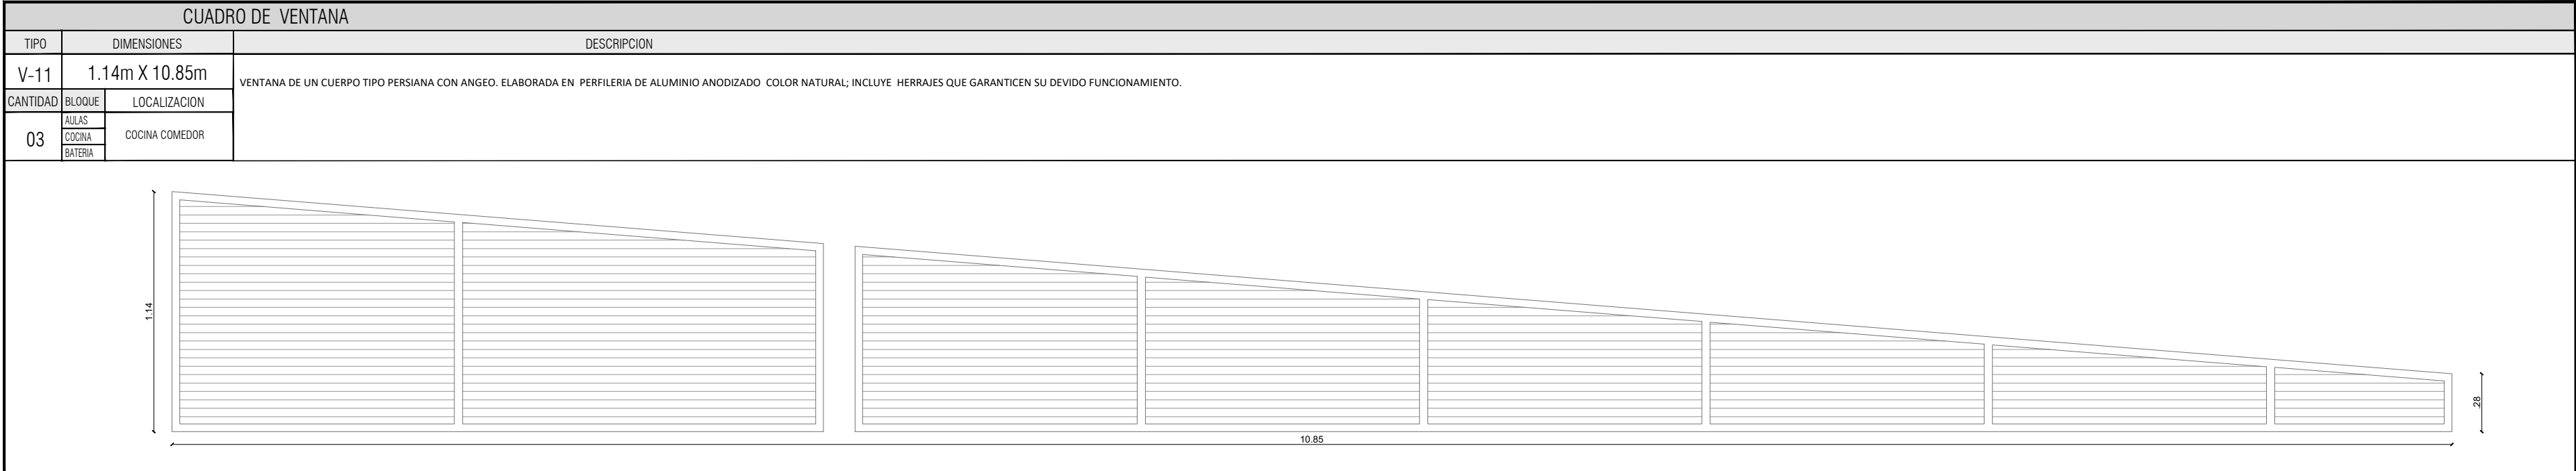 CUADRO DE VENTANA
TIPO DIMENSIONES DESCRIPCION
V-11 1.14m X 10.85m
VENTANA DE UN CUERPO TIPO PERSIANA CON ANGEO. ELABORADA EN PERFILERIA DE ALUMINIO ANODIZADO COLOR NATURAL; INCLUYE HERRAJES QUE GARANTICEN SU DEVIDO FUNCIONAMIENTO.
CANTIDAD BLOQUE LOCALIZACION
03 AULAS
COCINA COCINA COMEDOR
BATERIA
1.14
.28
10.85